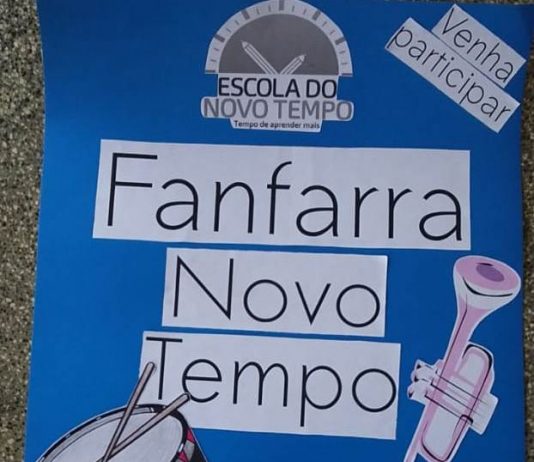 ESCOLA DO
NOVO TEMPO
Tempo de aprender mais
Venha
participar
Fanfarra
Novo
Tempo